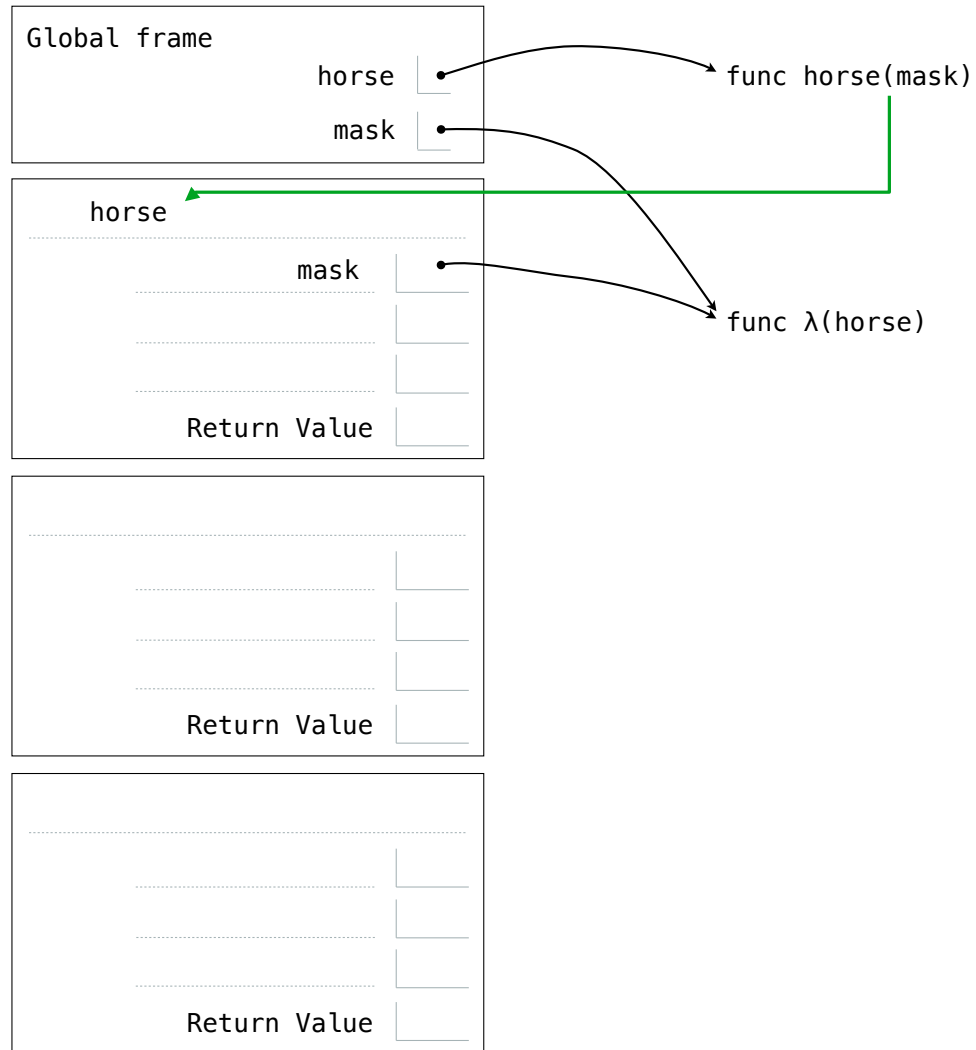 Global frame
horse
func horse(mask)
mask
horse
mask
func λ(horse)
Return Value
Return Value
Return Value